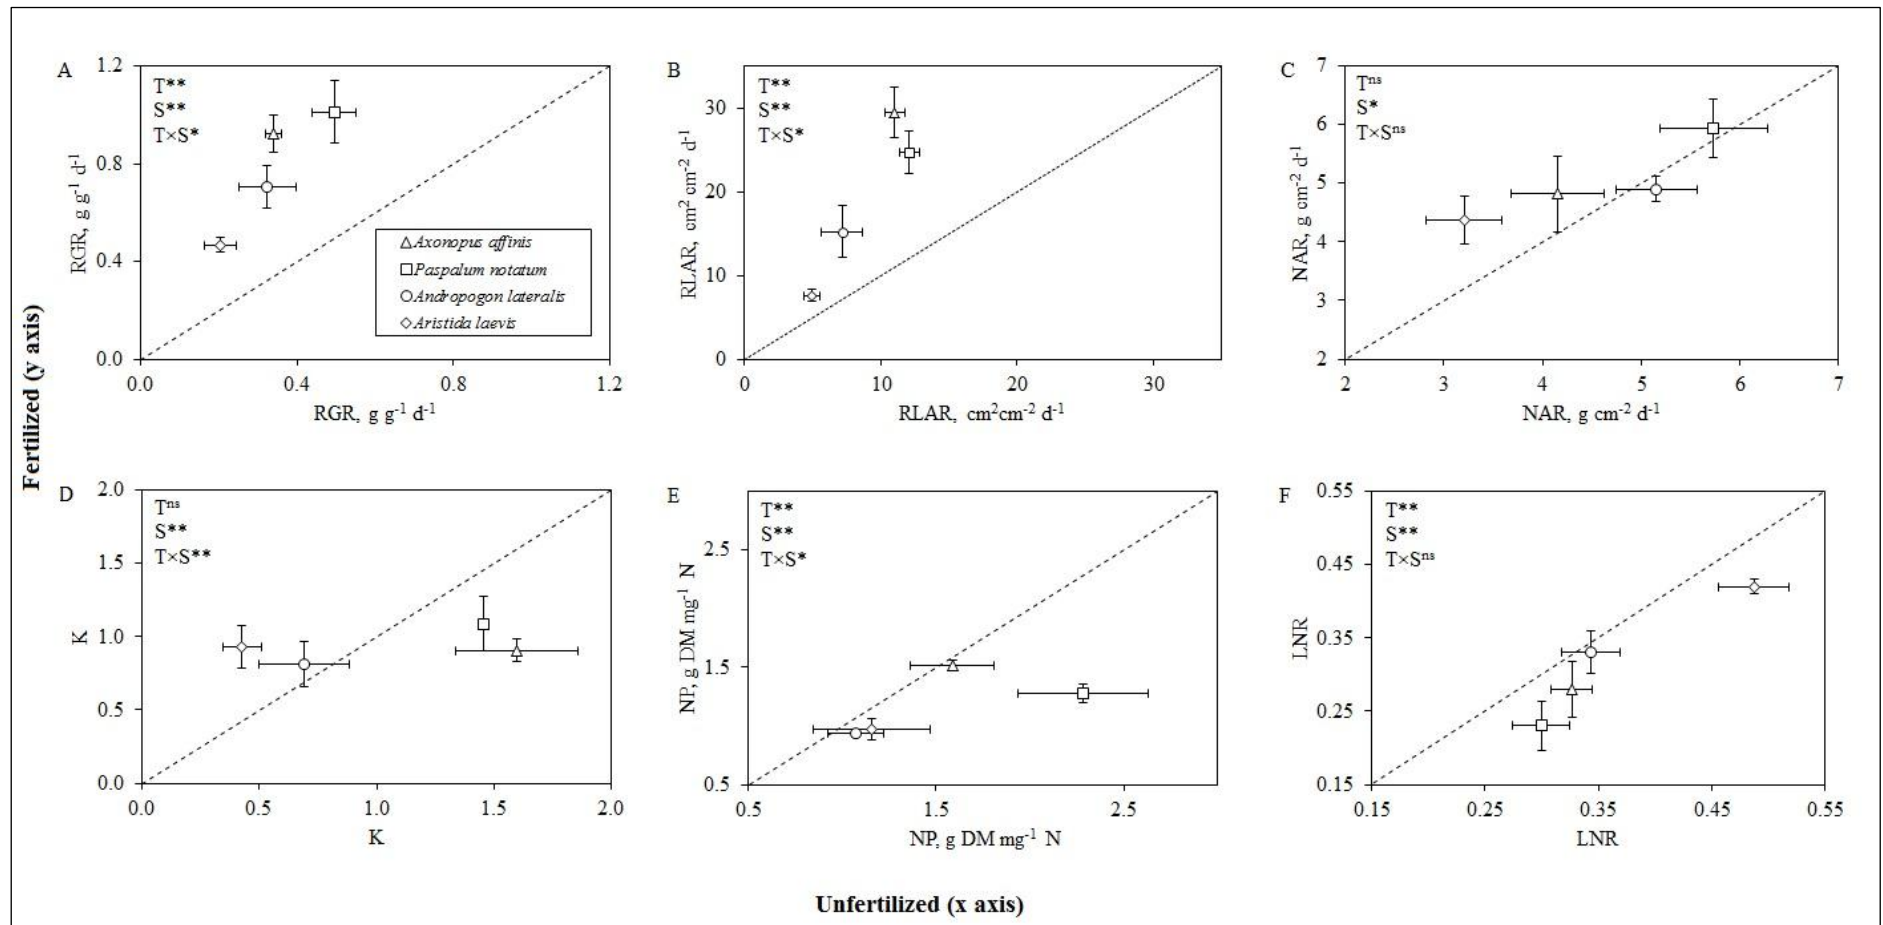 A
1.2
0.8
0.4
0.0
RGR, g g⁻¹ d⁻¹
T**
S**
T×S*
Axonopus affinis
Paspalum notatum
Andropogon lateralis
Aristida laevis
0.0 0.4 0.8 1.2
RGR, g g⁻¹ d⁻¹
B
30
20
10
0
RLAR, cm² cm⁻² d⁻¹
T**
S**
T×S*
0 10 20 30
RLAR, cm²cm⁻² d⁻¹
C
7
6
5
4
3
2
NAR, g cm⁻² d⁻¹
Tⁿˢ
S*
T×Sⁿˢ
2 3 4 5 6 7
NAR, g cm⁻² d⁻¹
Fertilized (y axis)
D
2.0
1.5
1.0
0.5
0.0
K
Tⁿˢ
S**
T×S**
0.0 0.5 1.0 1.5 2.0
K
E
2.5
1.5
0.5
NP, g DM mg⁻¹ N
T**
S**
T×S*
0.5 1.5 2.5
NP, g DM mg⁻¹ N
F
0.55
0.45
0.35
0.25
0.15
LNR
T**
S**
T×Sⁿˢ
0.15 0.25 0.35 0.45 0.55
LNR
Unfertilized (x axis)